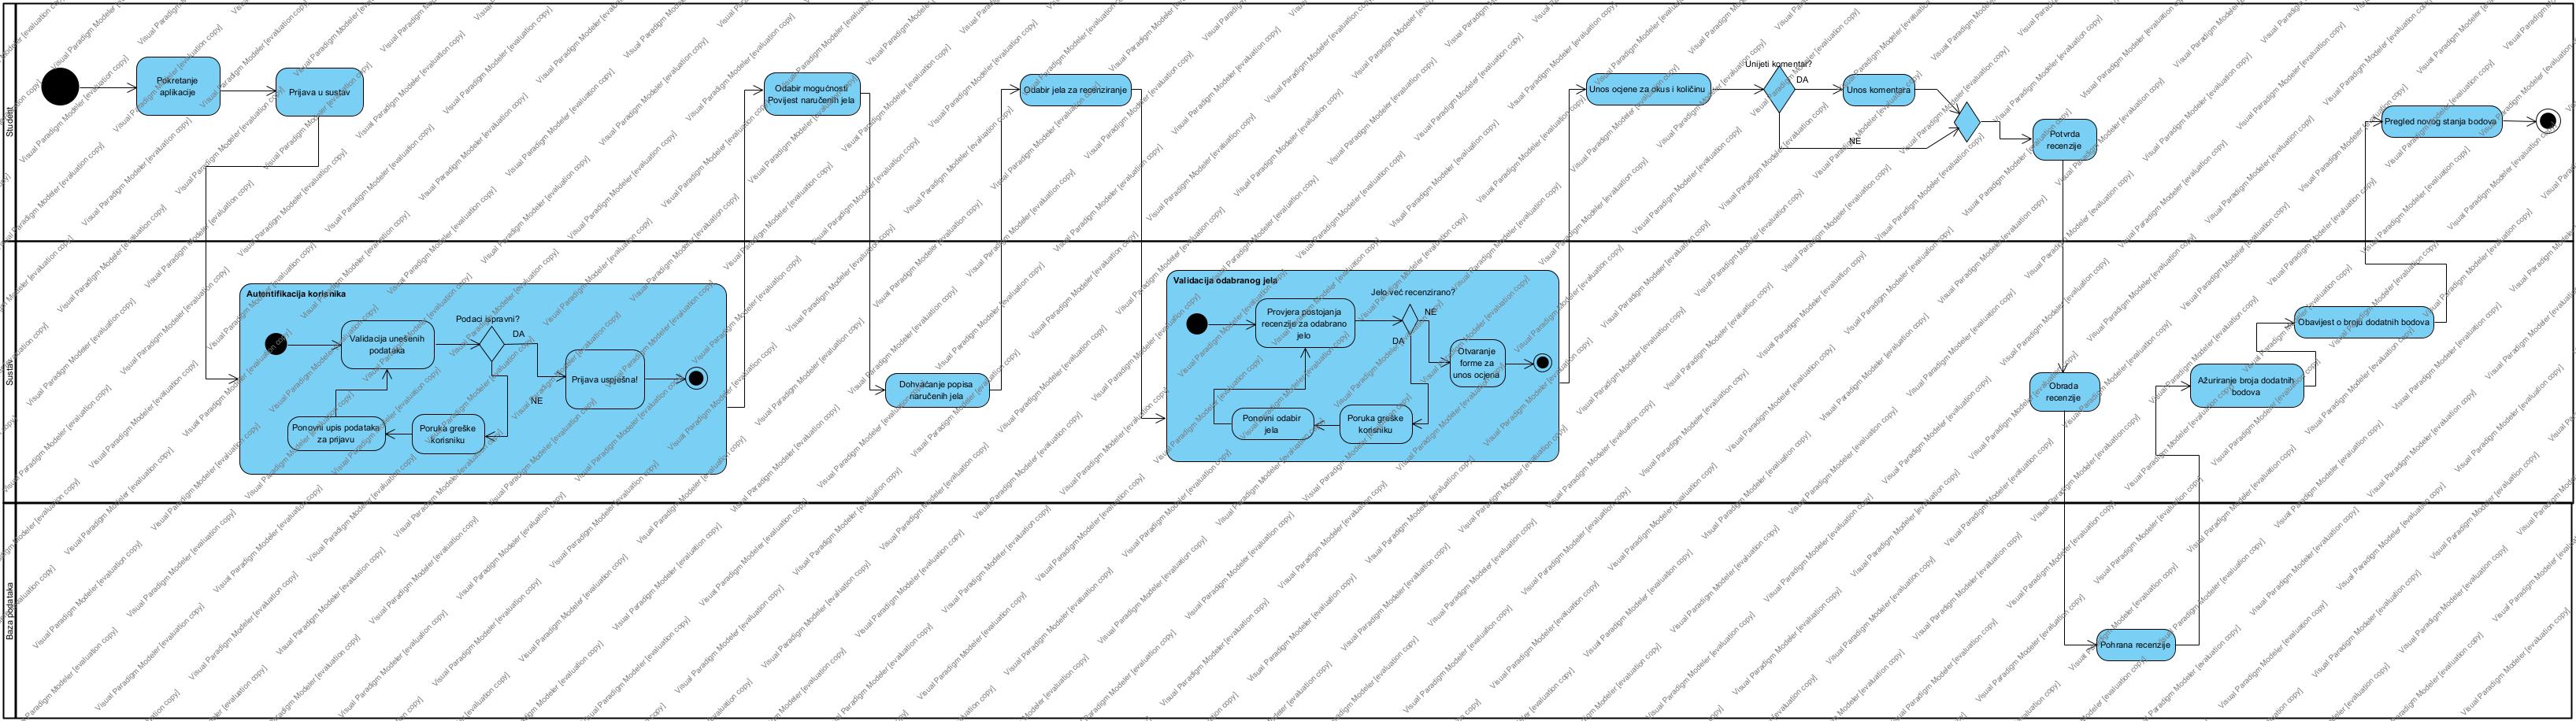 Student
Pokretanje
aplikacije
Prijava u sustav
Odabir mogućnosti
Povijest naručenih jela
Odabir jela za recenziranje
Unos ocjene za okus i količinu
Unijeti komentar?
DA
NE
Unos komentara
Potvrda
recenzije
Pregled novog stanja bodova
Sustav
Autentifikacija korisnika
Validacija unešenih
podataka
Podaci ispravni?
DA
NE
Prijava uspješna!
Poruka greške
korisniku
Ponovni upis podataka
za prijavu
Dohvaćanje popisa
naručenih jela
Validacija odabranog jela
Provjera postojanja
recenzije za odabrano
jelo
Jelo već recenzirano?
NE
DA
Otvaranje
forme za
unos ocjena
Poruka greške
korisniku
Ponovni odabir
jela
Obrada
recenzije
Ažuriranje broja dodatnih
bodova
Obavijest o broju dodatnih bodova
Baza podataka
Pohrana recenzije
Visual Paradigm Modeler [evaluation copy]